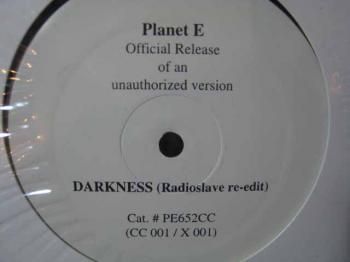 Planet E
Official Release
of an
unauthorized version
DARKNESS (Radioslave re-edit)
Cat. # PE652CC
(CC 001 / X 001)